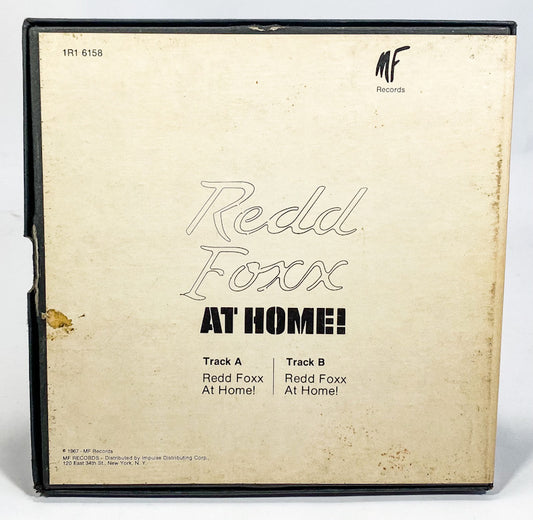 1R1 6158
MF
Records
Redd
Foxx
AT HOME!
Track A
Redd Foxx
At Home!
Track B
Redd Foxx
At Home!
℗ 1967 - MF Records
MF RECORDS - Distributed by Impulse Distributing Corp.,
120 East 34th St., New York, N. Y.